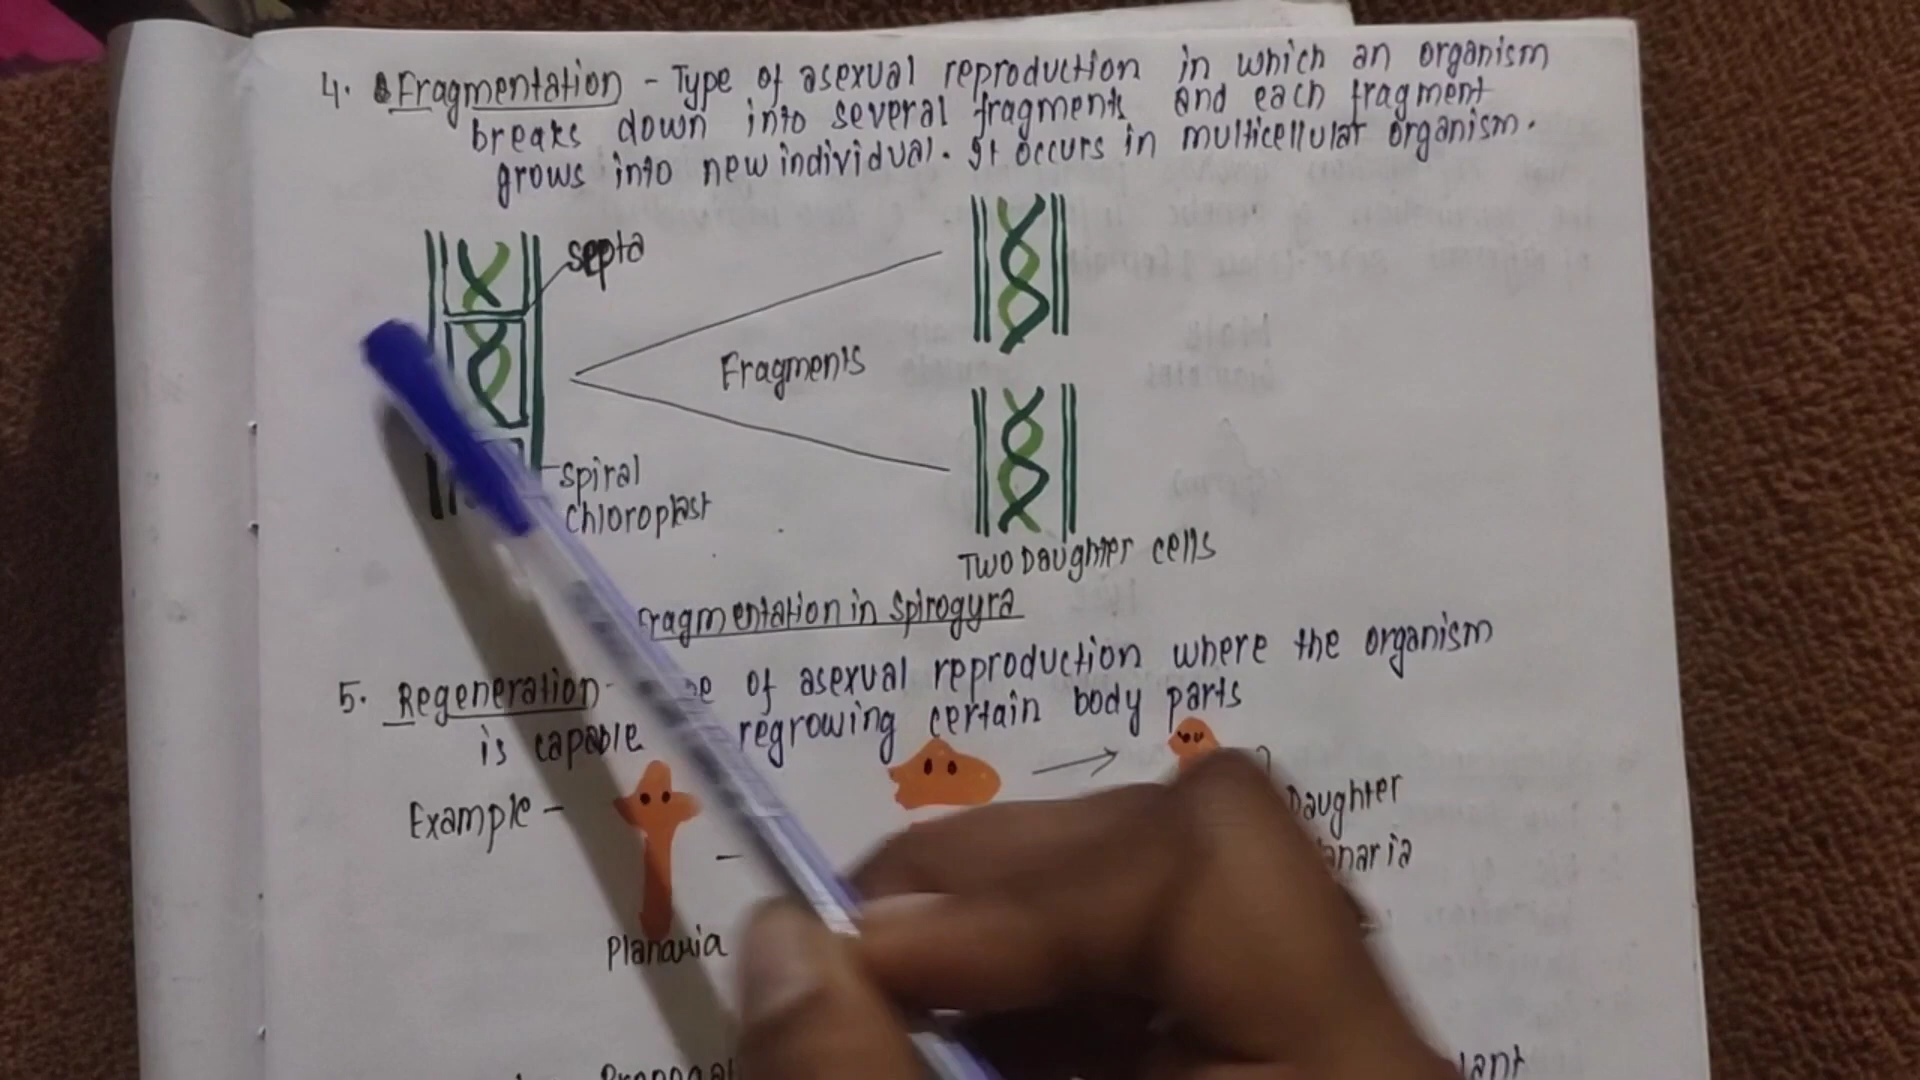 4. Fragmentation - Type of asexual reproduction in which an organism
breaks down into several fragments and each fragment
grows into new individual. It occurs in multicellular organism.
septa
Fragments
spiral
chloroplast
Two Daughter cells
Fragmentation in Spirogyra
5. Regeneration- of asexual reproduction where the organism
is capable regrowing certain body parts
Example -
Daughter
Planaria